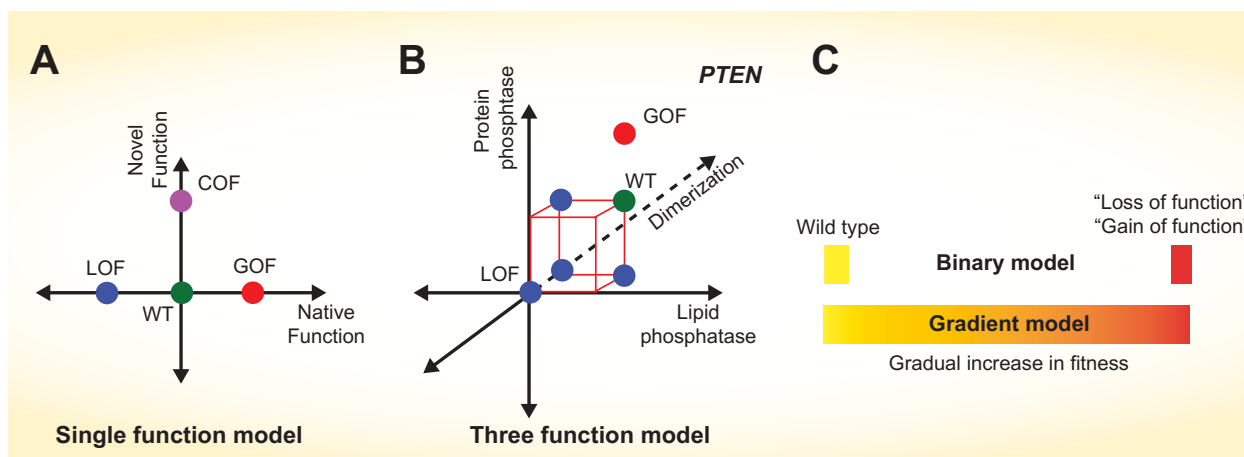 A
Novel
Function
COF
LOF
GOF
WT
Native
Function
Single function model
B
PTEN
Protein
phosphtase
GOF
WT
Dimerization
LOF
Lipid
phosphatase
Three function model
C
“Loss of function”
Wild type
“Gain of function”
Binary model
Gradient model
Gradual increase in fitness